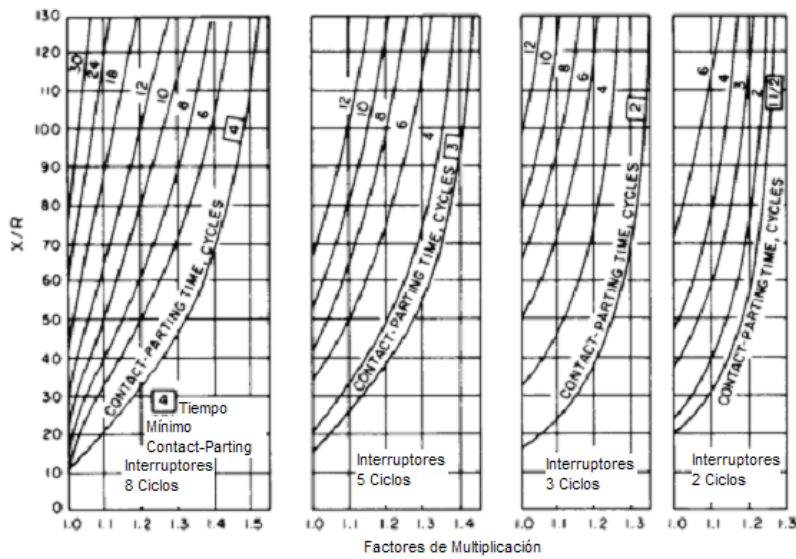 X/R
130
120
110
100
90
80
70
60
50
40
30
20
10
0
30
24
18
12
10
8
6
4
CONTACT-PARTING TIME, CYCLES
4 Tiempo
Mínimo
Contact-Parting
Interruptores
8 Ciclos
1.0 1.1 1.2 1.3 1.4 1.5
12
10
8
6
4
3
CONTACT-PARTING TIME, CYCLES
Interruptores
5 Ciclos
1.0 1.1 1.2 1.3 1.4
12
10
8
6
4
2
CONTACT-PARTING TIME, CYCLES
Interruptores
3 Ciclos
1.0 1.1 1.2 1.3
6
4
3
2
1 1/2
CONTACT-PARTING TIME, CYCLES
Interruptores
2 Ciclos
1.0 1.1 1.2 1.3
Factores de Multiplicación